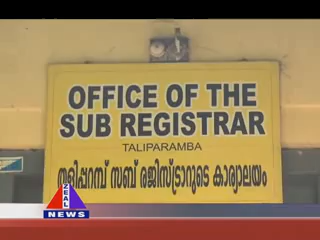 OFFICE OF THE
SUB REGISTRAR
TALIPARAMBA
തളിപ്പറമ്പ് സബ് രജിസ്ട്രാറുടെ കാര്യാലയം
ZEAL
NEWS